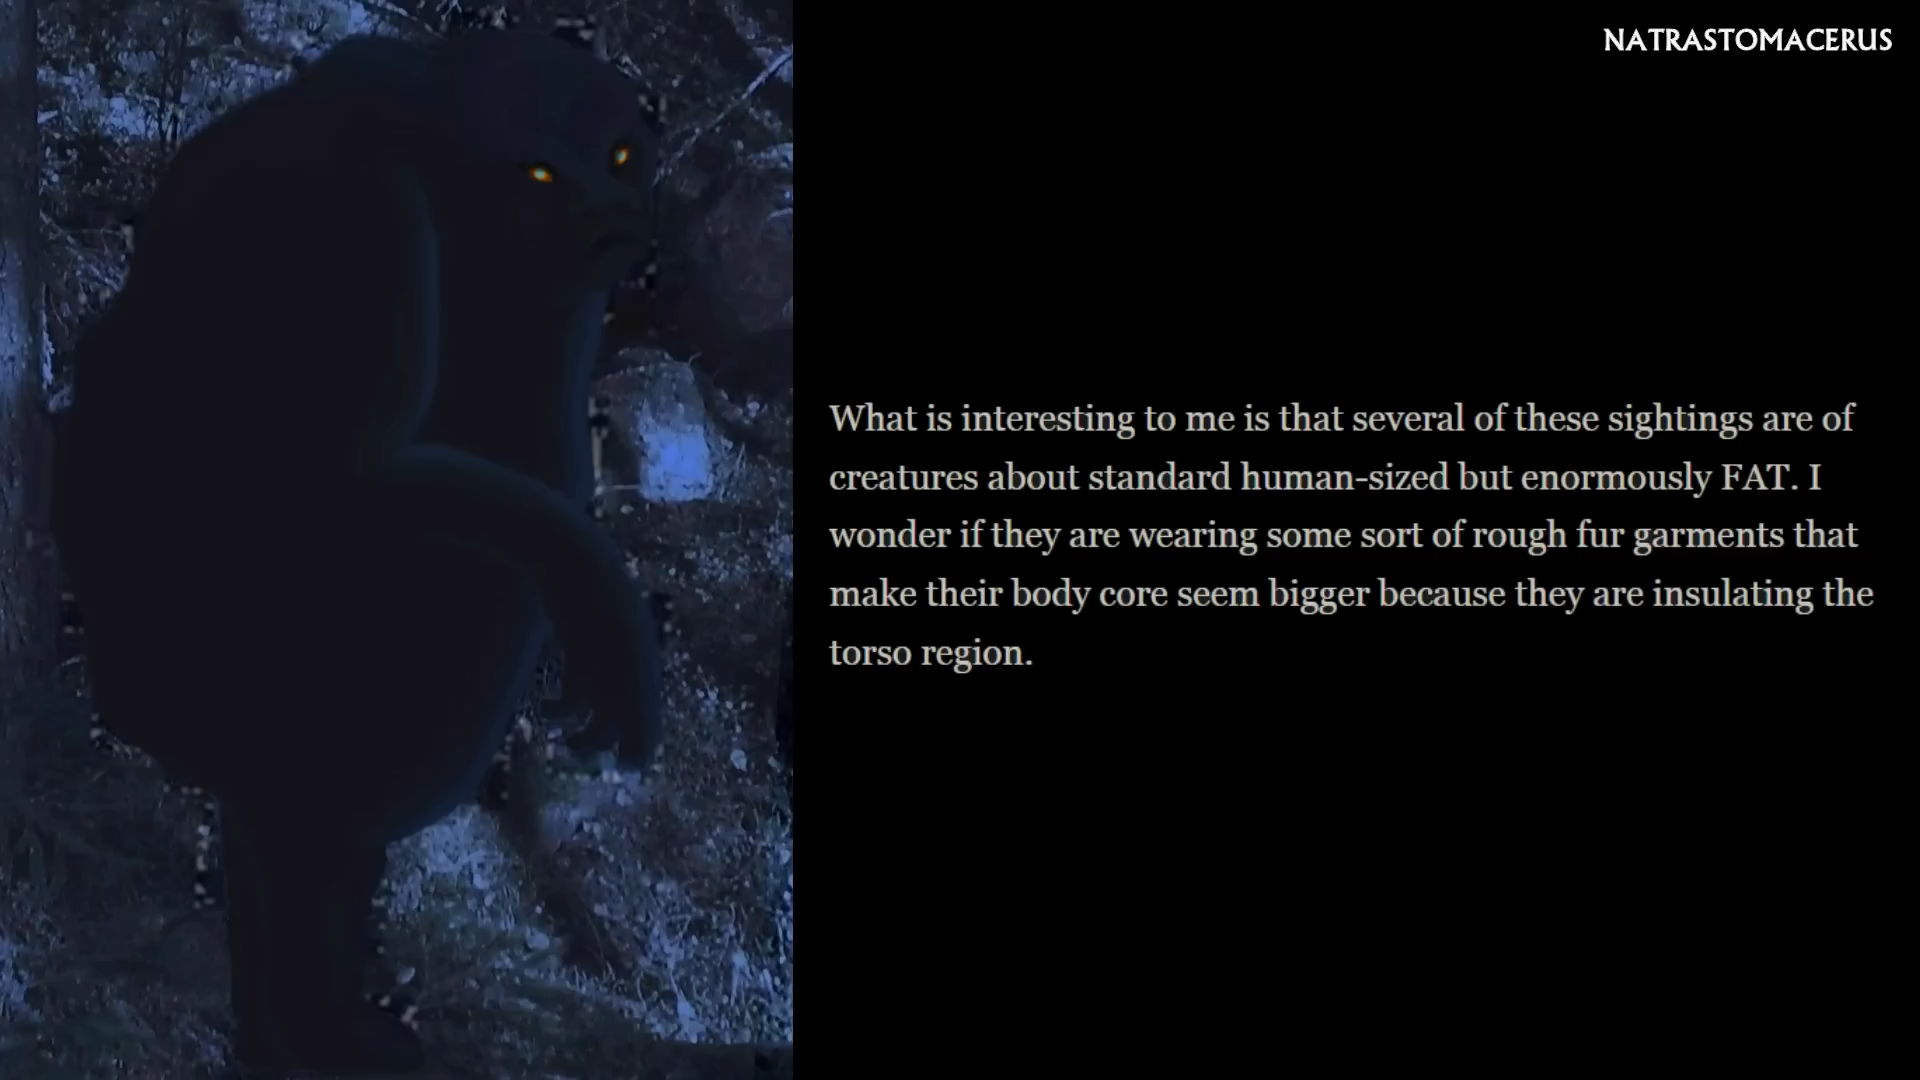 NATRASTOMACERUS
What is interesting to me is that several of these sightings are of
creatures about standard human-sized but enormously FAT. I
wonder if they are wearing some sort of rough fur garments that
make their body core seem bigger because they are insulating the
torso region.